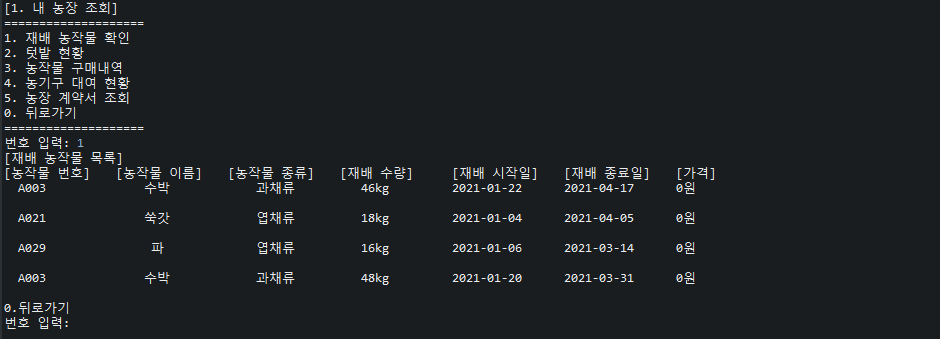 [1. 내 농장 조회]
====================
1. 재배 농작물 확인
2. 텃밭 현황
3. 농작물 구매내역
4. 농기구 대여 현황
5. 농장 계약서 조회
0. 뒤로가기
====================
번호 입력: 1
[재배 농작물 목록]
[농작물 번호] [농작물 이름] [농작물 종류] [재배 수량] [재배 시작일] [재배 종료일] [가격]
A003 수박 과채류 46kg 2021-01-22 2021-04-17 0원
A021 쑥갓 엽채류 18kg 2021-01-04 2021-04-05 0원
A029 파 엽채류 16kg 2021-01-06 2021-03-14 0원
A003 수박 과채류 48kg 2021-01-20 2021-03-31 0원
0.뒤로가기
번호 입력: